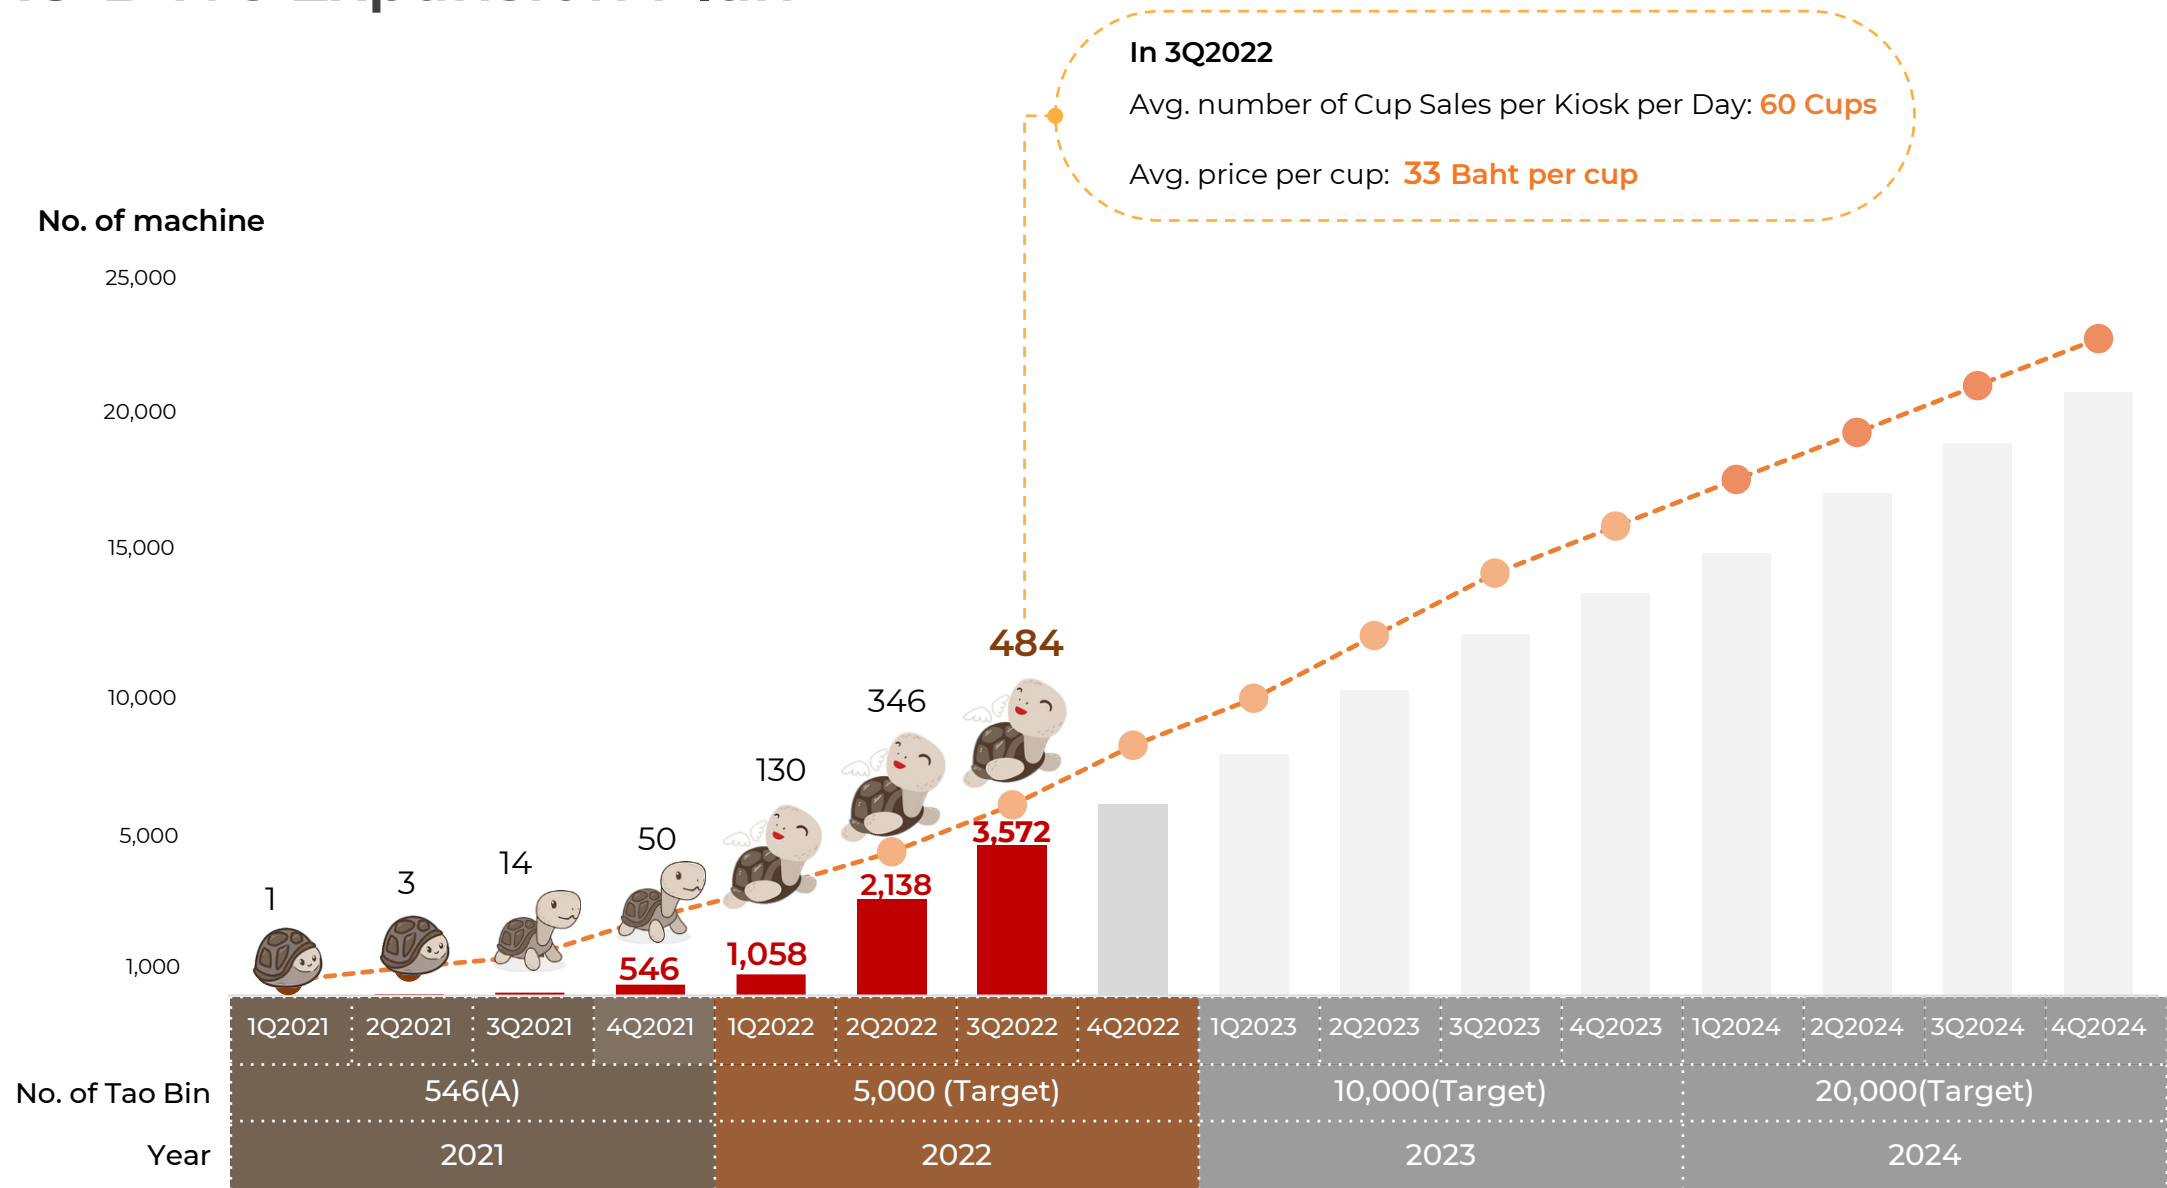 In 3Q2022
Avg. number of Cup Sales per Kiosk per Day: 60 Cups
Avg. price per cup: 33 Baht per cup
No. of machine
25,000
20,000
15,000
10,000
5,000
1,000
1
3
14
50
130
346
484
546
1,058
2,138
3,572
1Q2021 2Q2021 3Q2021 4Q2021 1Q2022 2Q2022 3Q2022 4Q2022 1Q2023 2Q2023 3Q2023 4Q2023 1Q2024 2Q2024 3Q2024 4Q2024
No. of Tao Bin 546(A) 5,000 (Target) 10,000(Target) 20,000(Target)
Year 2021 2022 2023 2024